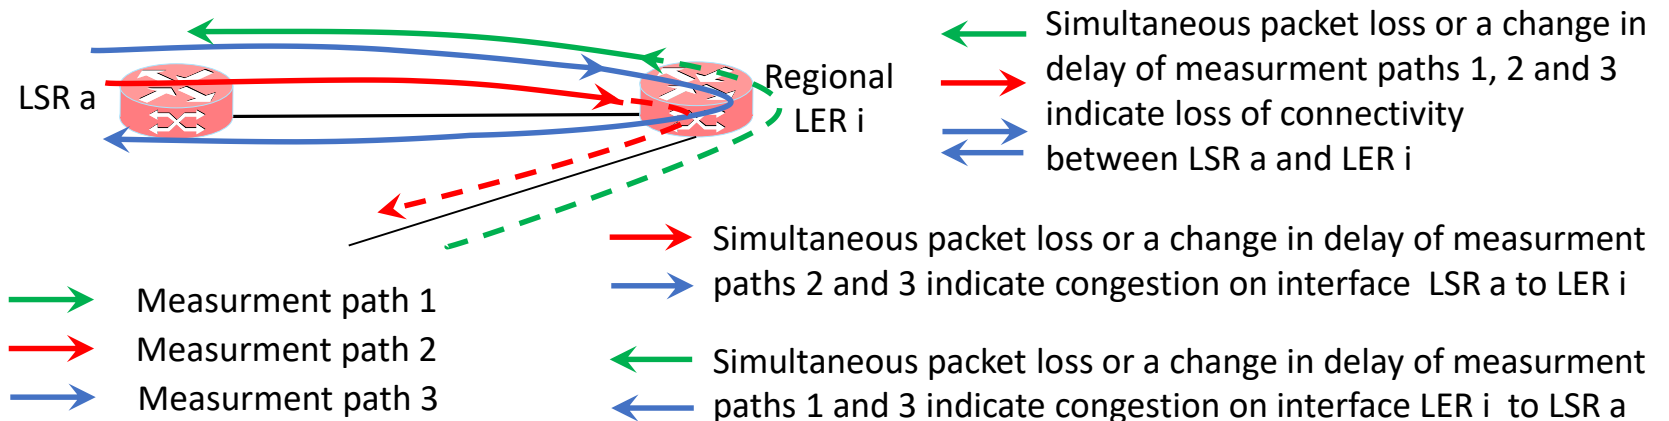 LSR a
Regional
LER i
Simultaneous packet loss or a change in
delay of measurment paths 1, 2 and 3
indicate loss of connectivity
between LSR a and LER i
Simultaneous packet loss or a change in delay of measurment
paths 2 and 3 indicate congestion on interface LSR a to LER i
Measurment path 1
Measurment path 2
Measurment path 3
Simultaneous packet loss or a change in delay of measurment
paths 1 and 3 indicate congestion on interface LER i to LSR a